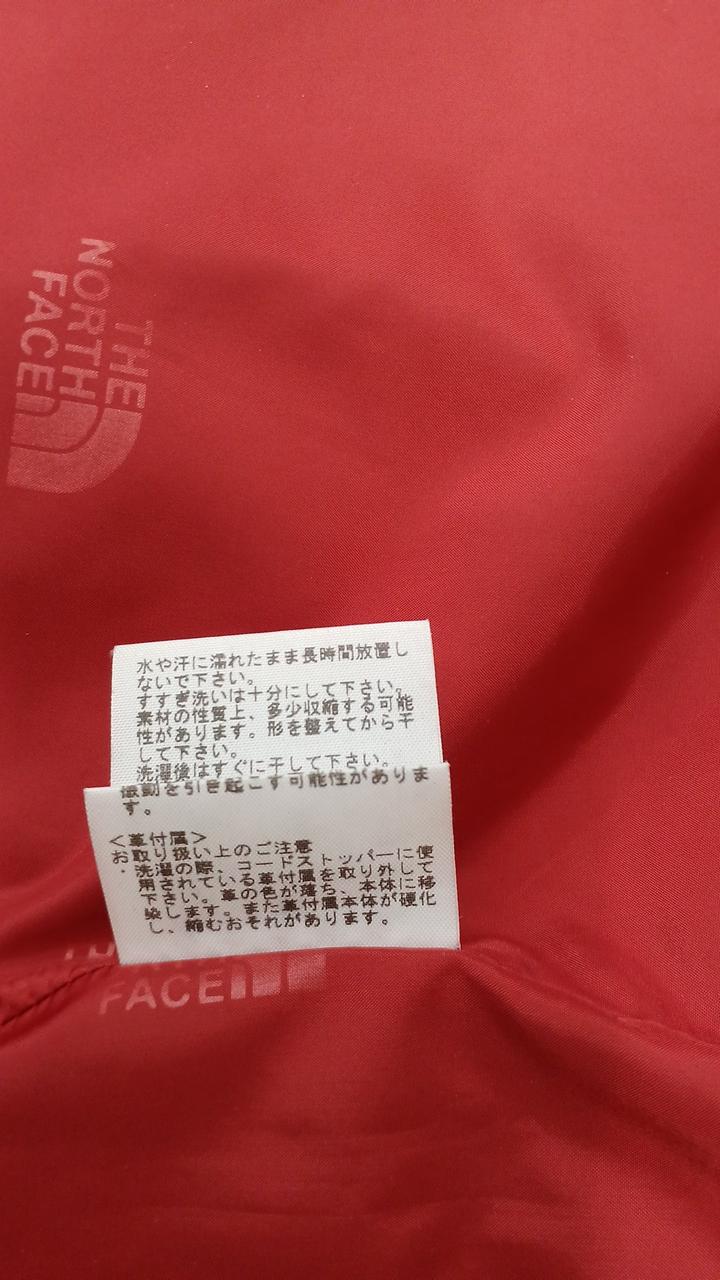 THE
NORTH
FACE
水や汗に濡れたまま長時間放置し
ないで下さい。
すすぎ洗いは十分にして下さい。
素材の性質上、多少収縮する可能
性があります。形を整えてから干
して下さい。
洗濯後はすぐに干して下さい。
振動を引き起こす可能性がありま
す。
＜革付属＞
お取り扱い上のご注意
・洗濯の際、コードストッパーに使
用されている革付属を取り外して
下さい。革の色が落ち、本体に移
染します。また革付属本体が硬化
し、縮むおそれがあります。
FACE